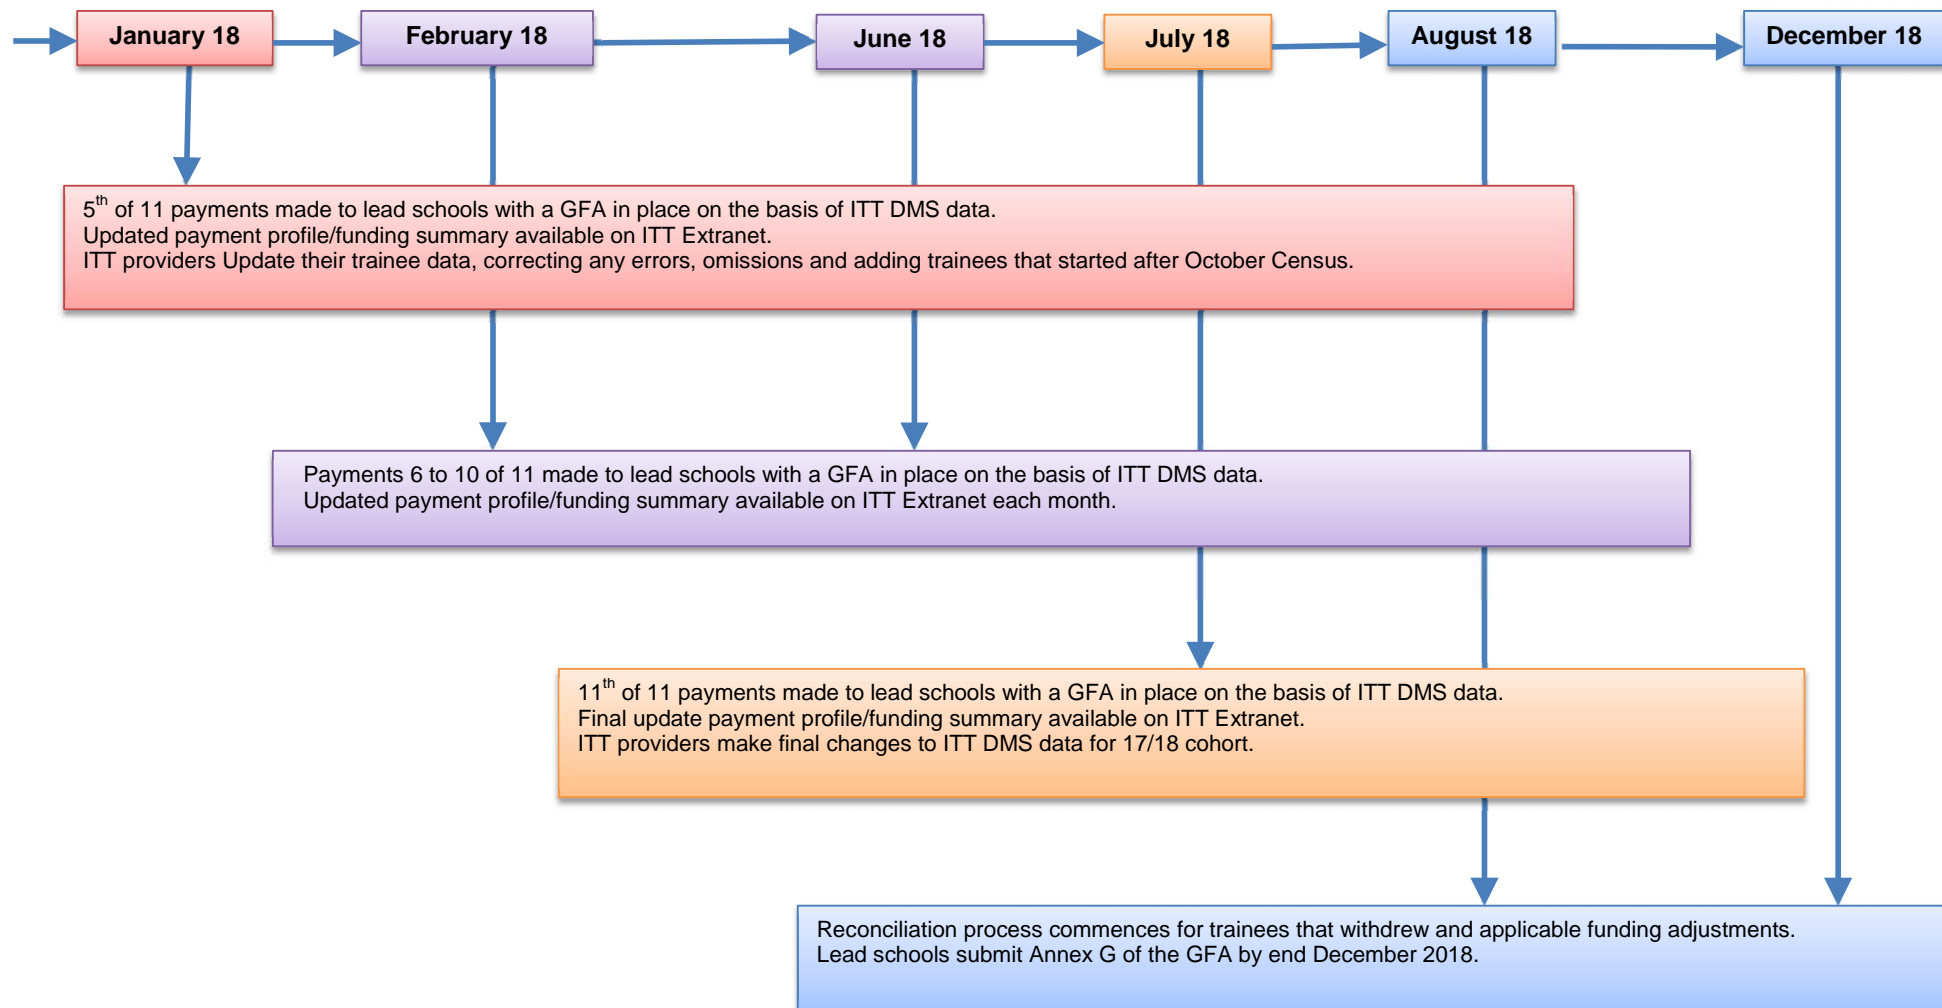 January 18
February 18
June 18
July 18
August 18
December 18
5th of 11 payments made to lead schools with a GFA in place on the basis of ITT DMS data.
Updated payment profile/funding summary available on ITT Extranet.
ITT providers Update their trainee data, correcting any errors, omissions and adding trainees that started after October Census.
Payments 6 to 10 of 11 made to lead schools with a GFA in place on the basis of ITT DMS data.
Updated payment profile/funding summary available on ITT Extranet each month.
11th of 11 payments made to lead schools with a GFA in place on the basis of ITT DMS data.
Final update payment profile/funding summary available on ITT Extranet.
ITT providers make final changes to ITT DMS data for 17/18 cohort.
Reconciliation process commences for trainees that withdrew and applicable funding adjustments.
Lead schools submit Annex G of the GFA by end December 2018.